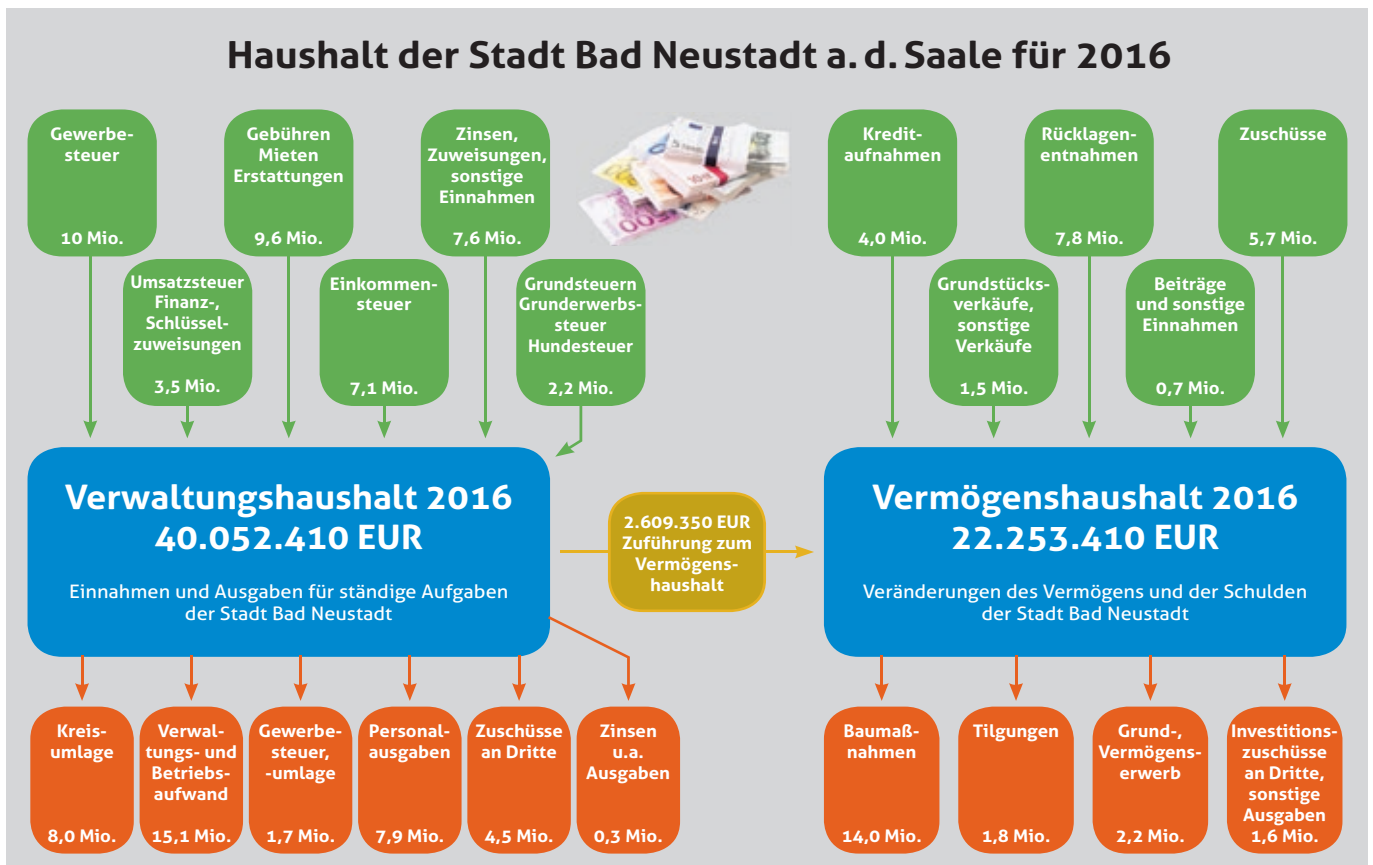 Haushalt der Stadt Bad Neustadt a. d. Saale für 2016
Gewerbe-
steuer
10 Mio.
Gebühren
Mieten
Erstattungen
9,6 Mio.
Zinsen,
Zuweisungen,
sonstige
Einnahmen
7,6 Mio.
Kredit-
aufnahmen
4,0 Mio.
Rücklagen-
entnahmen
7,8 Mio.
Zuschüsse
5,7 Mio.
Umsatzsteuer
Finanz-,
Schlüssel-
zuweisungen
3,5 Mio.
Einkommen-
steuer
7,1 Mio.
Grundsteuern
Grunderwerbs-
steuer
Hundesteuer
2,2 Mio.
Grundstücks-
verkäufe,
sonstige
Verkäufe
1,5 Mio.
Beiträge
und sonstige
Einnahmen
0,7 Mio.
Verwaltungshaushalt 2016
40.052.410 EUR
Einnahmen und Ausgaben für ständige Aufgaben
der Stadt Bad Neustadt
2.609.350 EUR
Zuführung zum
Vermögens-
haushalt
Vermögenshaushalt 2016
22.253.410 EUR
Veränderungen des Vermögens und der Schulden
der Stadt Bad Neustadt
Kreis-
umlage
8,0 Mio.
Verwal-
tungs- und
Betriebs-
aufwand
15,1 Mio.
Gewerbe-
steuer,
-umlage
1,7 Mio.
Personal-
ausgaben
7,9 Mio.
Zuschüsse
an Dritte
4,5 Mio.
Zinsen
u.a.
Ausgaben
0,3 Mio.
Baumaß-
nahmen
14,0 Mio.
Tilgungen
1,8 Mio.
Grund-,
Vermögens-
erwerb
2,2 Mio.
Investitions-
zuschüsse
an Dritte,
sonstige
Ausgaben
1,6 Mio.